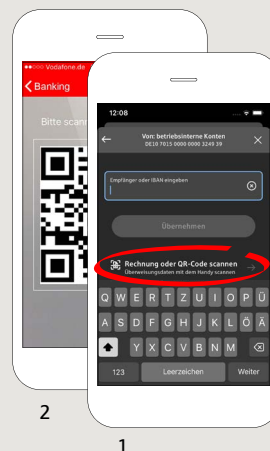 Vodafone.de
Banking
Bitte scann
12:08
Von: betriebsinterne Konten
DE10 7015 0000 0000 3249 39
Empfänger oder IBAN eingeben
Übernehmen
Rechnung oder QR-Code scannen
Überweisungsdaten mit dem Handy scannen
Q W E R T Z U I O P Ü
A S D F G H J K L Ö Ä
Y X C V B N M
123 Leerzeichen Weiter
2
1